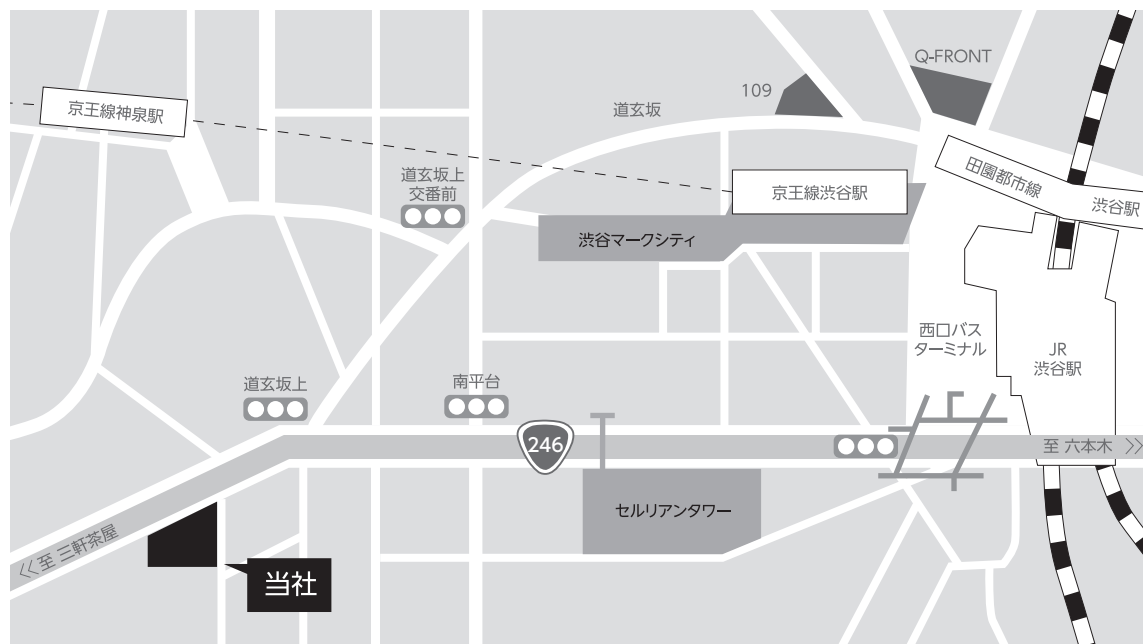 Q-FRONT
109
道玄坂
京王線神泉駅
田園都市線
渋谷駅
道玄坂上
交番前
京王線渋谷駅
渋谷マークシティ
西口バス
ターミナル
JR
渋谷駅
道玄坂上
南平台
246
至 六本木 >>
セルリアンタワー
<< 至 三軒茶屋
当社